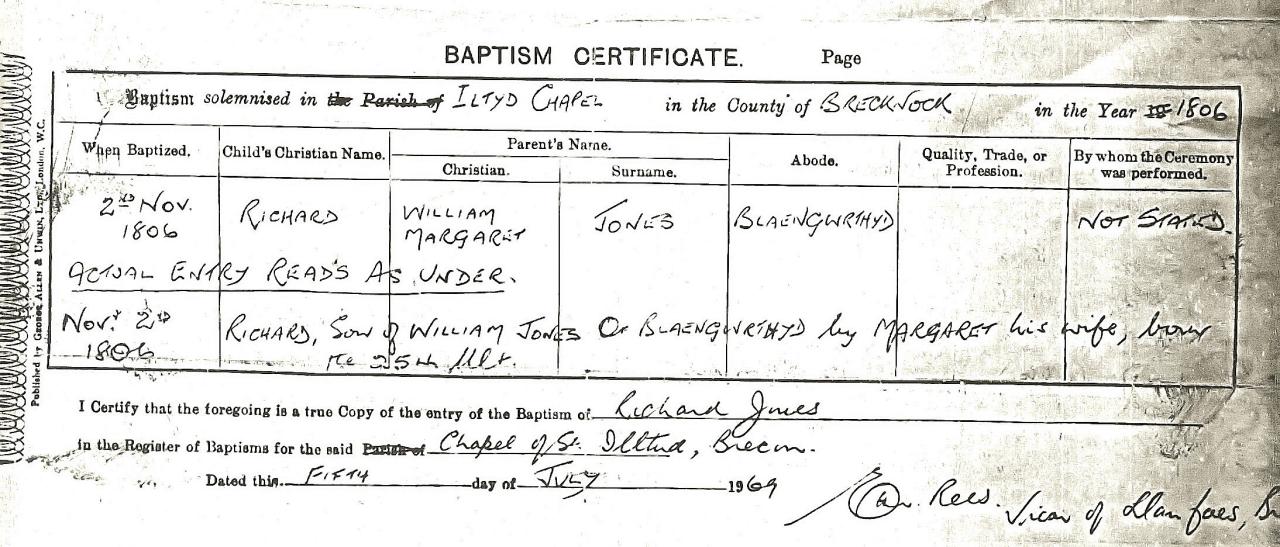 BAPTISM CERTIFICATE. Page
Baptism solemnised in the Parish of ILTYD CHAPEL in the County of BRECKNOCK in the Year 18 1806
When Baptized. Child's Christian Name. Parent's Name. Abode. Quality, Trade, or Profession. By whom the Ceremony was performed.
Christian. Surname.
2ND NOV. 1806 RICHARD WILLIAM MARGARET JONES BLAENGWRTHYD NOT STATED.
ACTUAL ENTRY READS AS UNDER.
Nov.r 2ND 1806 RICHARD, Son of WILLIAM JONES Of BLAENGWRTHYD by MARGARET his wife, born
the 25th Ult.
I Certify that the foregoing is a true Copy of the entry of the Baptism of Richard Jones
in the Register of Baptisms for the said Parish of Chapel of St. Illtud, Brecon.
Dated this FIFTH day of JULY 1969
Rees. Vicar of Llanfaes,
Published by GEORGE ALLEN & UNWIN, LTD., London, W.C.